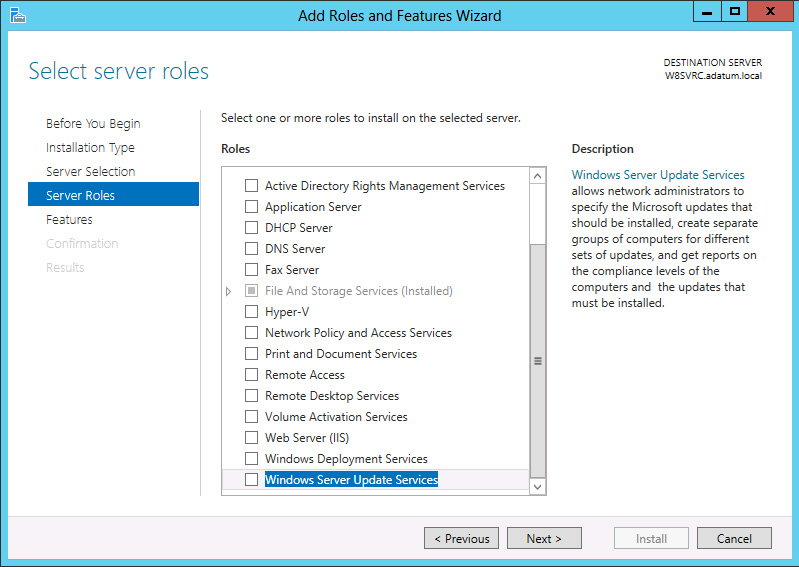 Add Roles and Features Wizard
Select server roles
DESTINATION SERVER
W8SVRC.adatum.local
Before You Begin
Installation Type
Server Selection
Server Roles
Features
Confirmation
Results
Select one or more roles to install on the selected server.
Roles
Active Directory Rights Management Services
Application Server
DHCP Server
DNS Server
Fax Server
File And Storage Services (Installed)
Hyper-V
Network Policy and Access Services
Print and Document Services
Remote Access
Remote Desktop Services
Volume Activation Services
Web Server (IIS)
Windows Deployment Services
Windows Server Update Services
Description
Windows Server Update Services
allows network administrators to
specify the Microsoft updates that
should be installed, create separate
groups of computers for different
sets of updates, and get reports on
the compliance levels of the
computers and  the updates that
must be installed.
< Previous
Next >
Install
Cancel